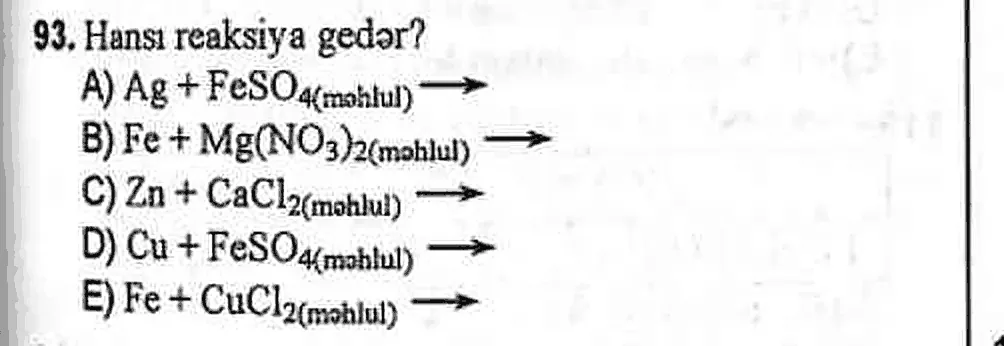 93. Hansı reaksiya gedər?
A) Ag + FeSO₄(məhlul) ⟶
B) Fe + Mg(NO₃)₂(məhlul) ⟶
C) Zn + CaCl₂(məhlul) ⟶
D) Cu + FeSO₄(məhlul) ⟶
E) Fe + CuCl₂(məhlul) ⟶